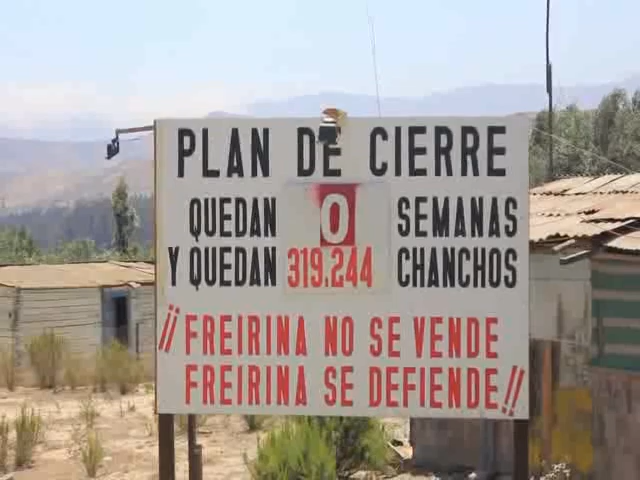 PLAN DE CIERRE
QUEDAN 0 SEMANAS
Y QUEDAN 319.244 CHANCHOS
¡¡FREIRINA NO SE VENDE
FREIRINA SE DEFIENDE!!